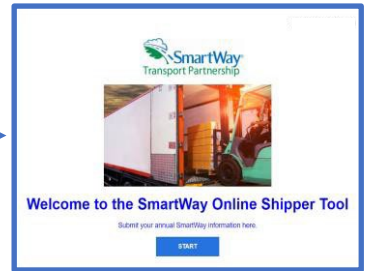 SmartWay
Transport Partnership
Welcome to the SmartWay Online Shipper Tool
Submit your annual SmartWay information here.
START